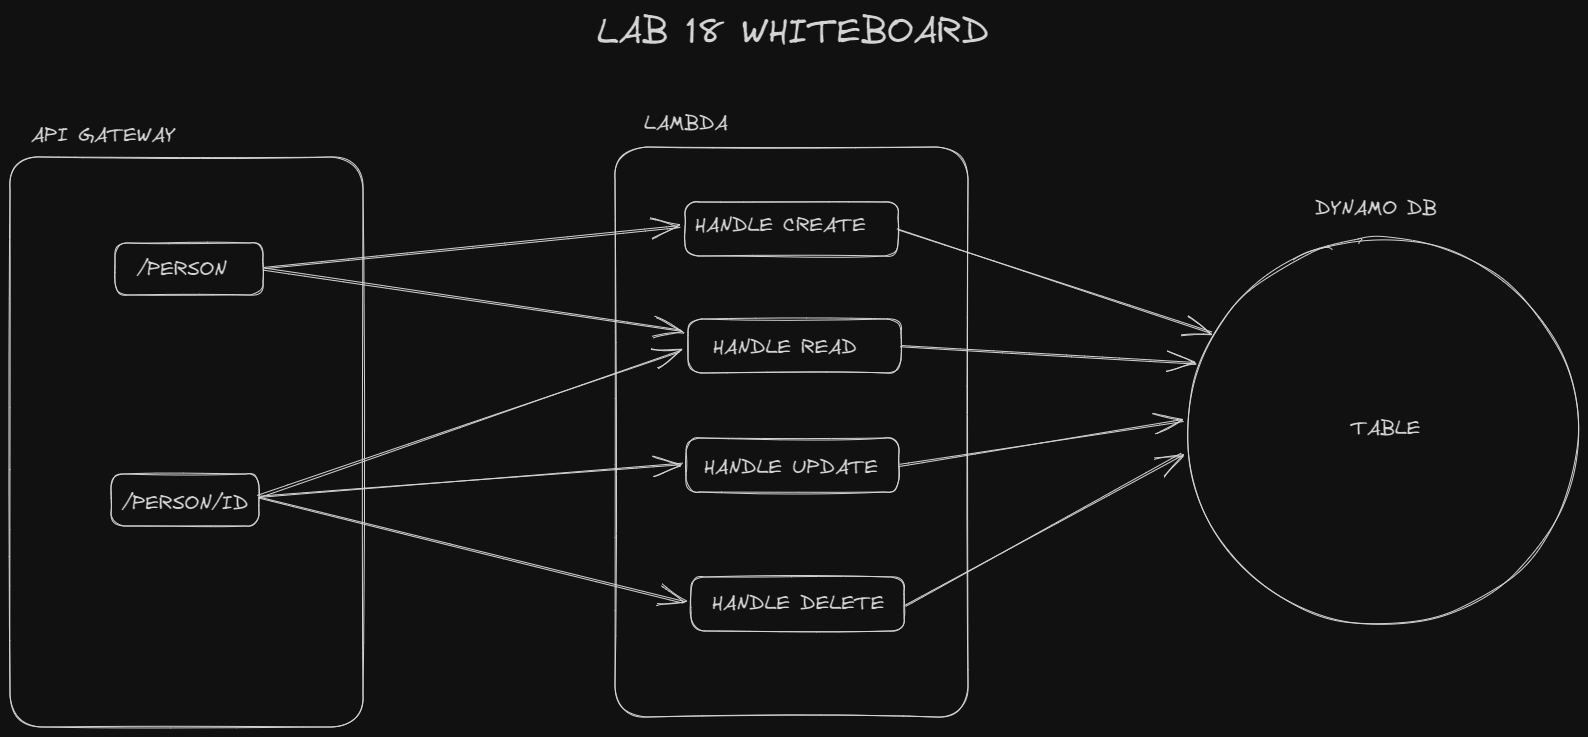 LAB 18 WHITEBOARD
API GATEWAY
/PERSON
/PERSON/ID
LAMBDA
HANDLE CREATE
HANDLE READ
HANDLE UPDATE
HANDLE DELETE
DYNAMO DB
TABLE